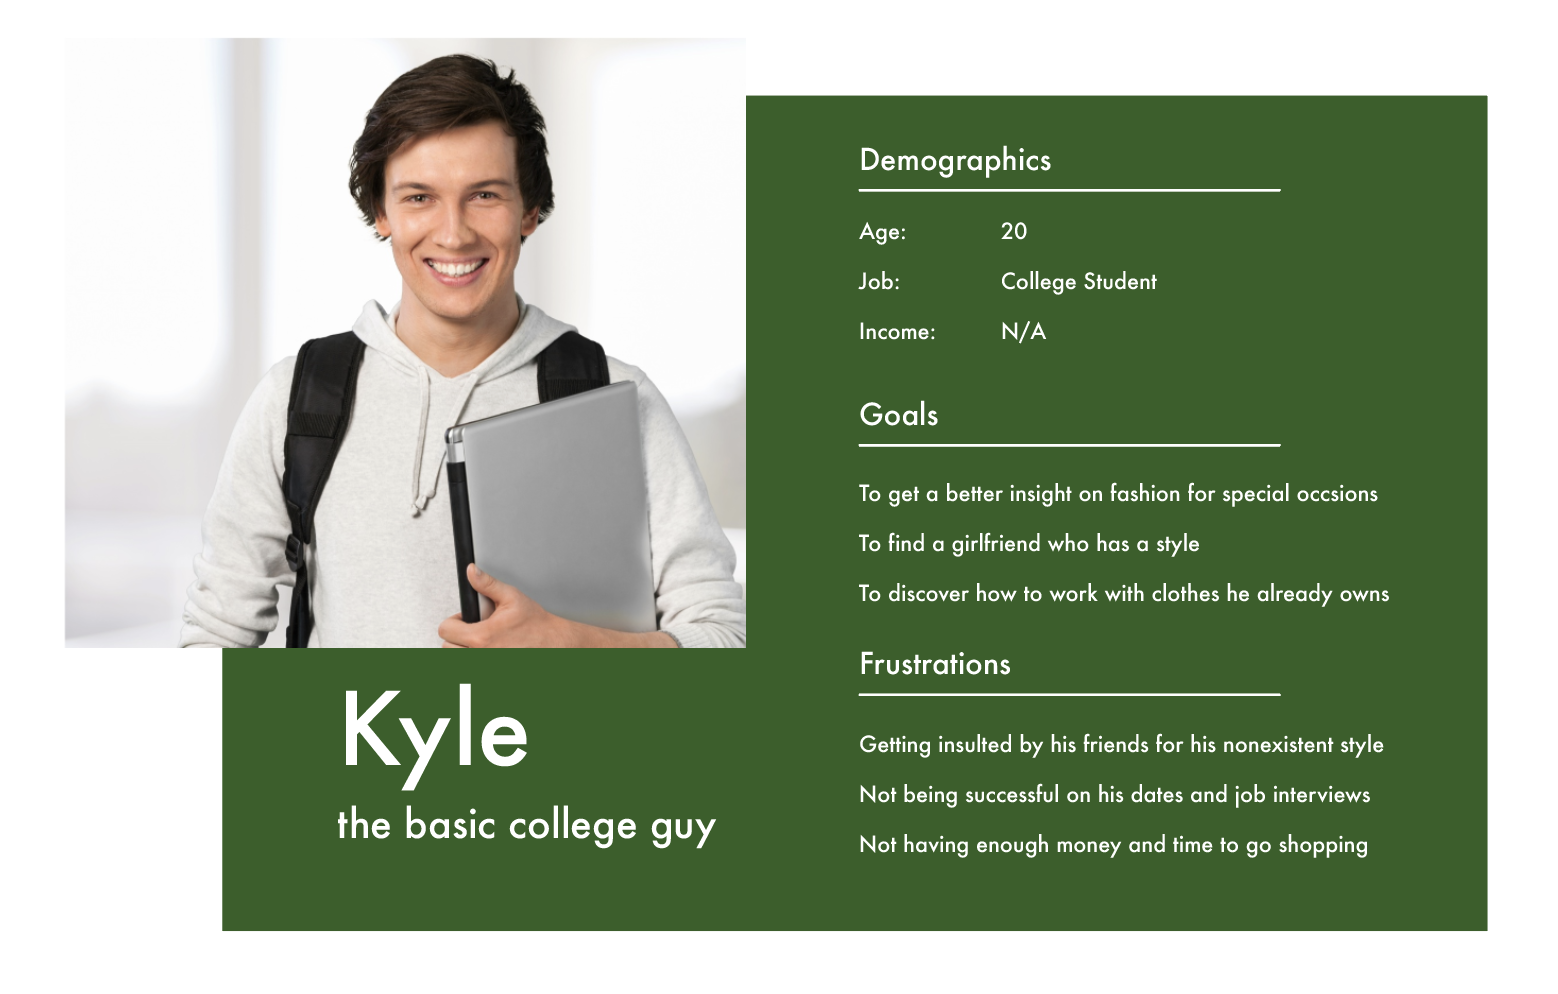 Demographics
Age: 20
Job: College Student
Income: N/A
Goals
To get a better insight on fashion for special occsions
To find a girlfriend who has a style
To discover how to work with clothes he already owns
Frustrations
Getting insulted by his friends for his nonexistent style
Not being successful on his dates and job interviews
Not having enough money and time to go shopping
Kyle
the basic college guy